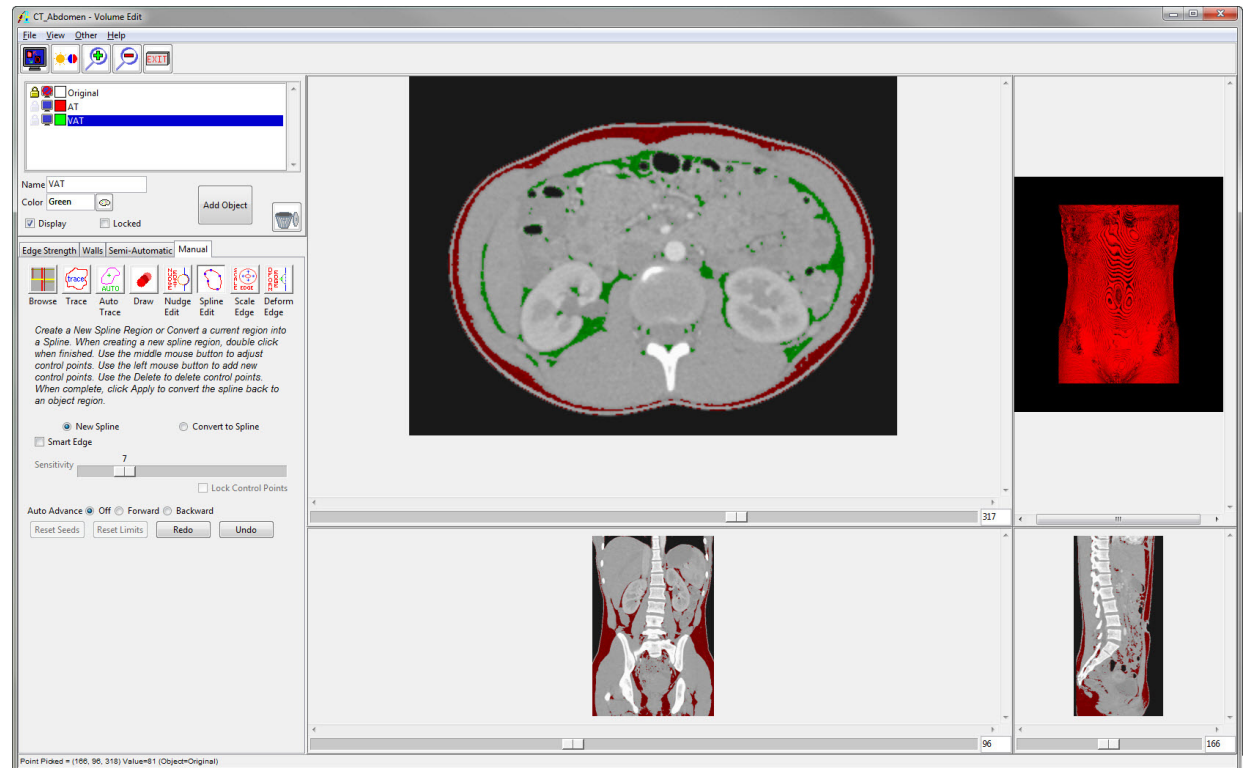 CT_Abdomen - Volume Edit
File View Other Help
EXIT
Original
AT
VAT
Name VAT
Color Green
Add Object
Display Locked
Edge Strength Walls Semi-Automatic Manual
trace AUTO
Browse Trace Auto Trace Draw Nudge Edit Spline Edit Scale Edge Deform Edge
Create a New Spline Region or Convert a current region into
a Spline. When creating a new spline region, double click
when finished. Use the middle mouse button to adjust
control points. Use the left mouse button to add new
control points. Use the Delete to delete control points.
When complete, click Apply to convert the spline back to
an object region.
New Spline Convert to Spline
Smart Edge
Sensitivity 7
Lock Control Points
Auto Advance Off Forward Backward
Reset Seeds Reset Limits Redo Undo
317
96
166
Point Picked = (166, 96, 318) Value=81 (Object=Original)